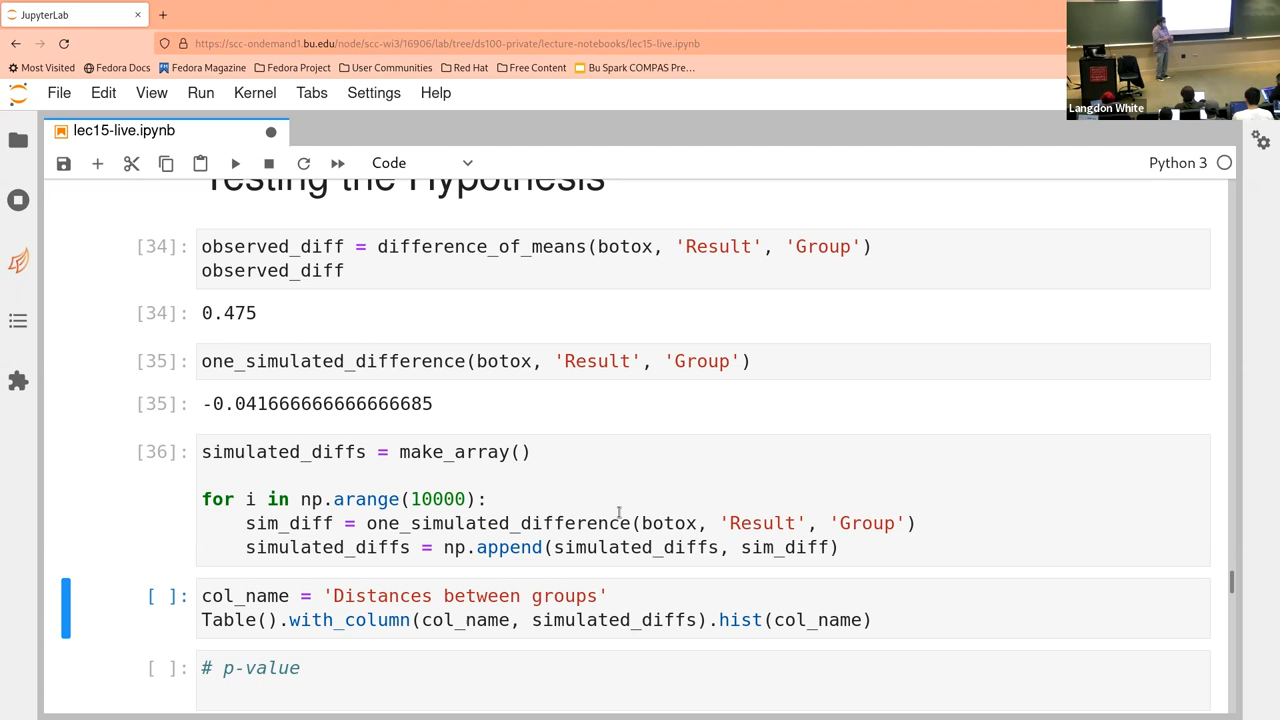 JupyterLab
https://scc-ondemand1.bu.edu/node/scc-wi3/16906/lab/tree/ds100-private/lecture-notebooks/lec15-live.ipynb
Most Visited Fedora Docs Fedora Magazine Fedora Project User Communities Red Hat Free Content Bu Spark COMPAS Pre…
Langdon White
File Edit View Run Kernel Tabs Settings Help
lec15-live.ipynb
Code
Python 3
Testing the Hypothesis
[34]: observed_diff = difference_of_means(botox, 'Result', 'Group')
observed_diff
[34]: 0.475
[35]: one_simulated_difference(botox, 'Result', 'Group')
[35]: -0.041666666666666685
[36]: simulated_diffs = make_array()
for i in np.arange(10000):
sim_diff = one_simulated_difference(botox, 'Result', 'Group')
simulated_diffs = np.append(simulated_diffs, sim_diff)
[ ]: col_name = 'Distances between groups'
Table().with_column(col_name, simulated_diffs).hist(col_name)
[ ]: # p-value